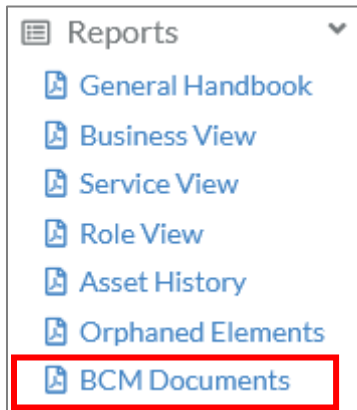 Reports
General Handbook
Business View
Service View
Role View
Asset History
Orphaned Elements
BCM Documents